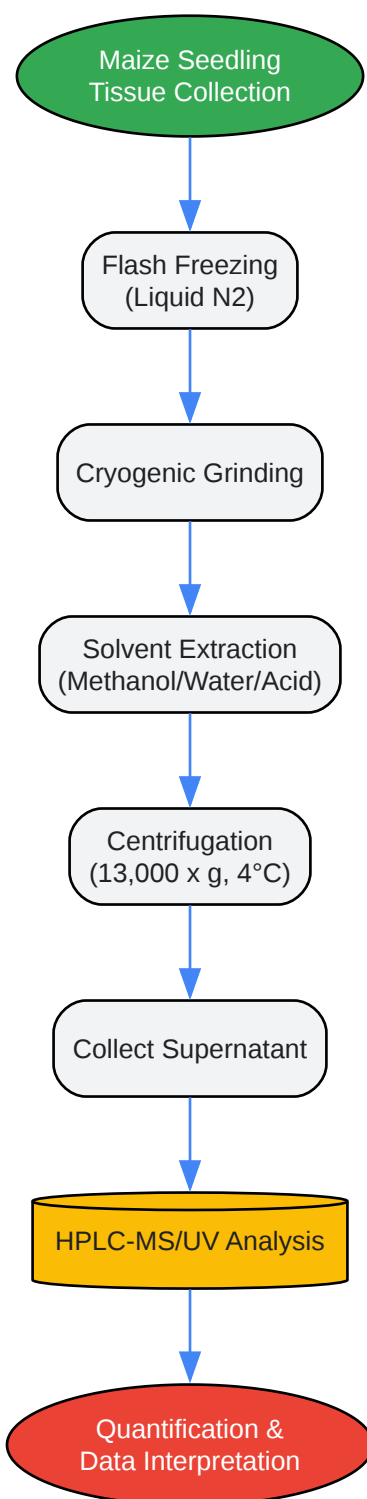 Maize Seedling
Tissue Collection
Flash Freezing
(Liquid N2)
Cryogenic Grinding
Solvent Extraction
(Methanol/Water/Acid)
Centrifugation
(13,000 x g, 4°C)
Collect Supernatant
HPLC-MS/UV Analysis
Quantification &
Data Interpretation